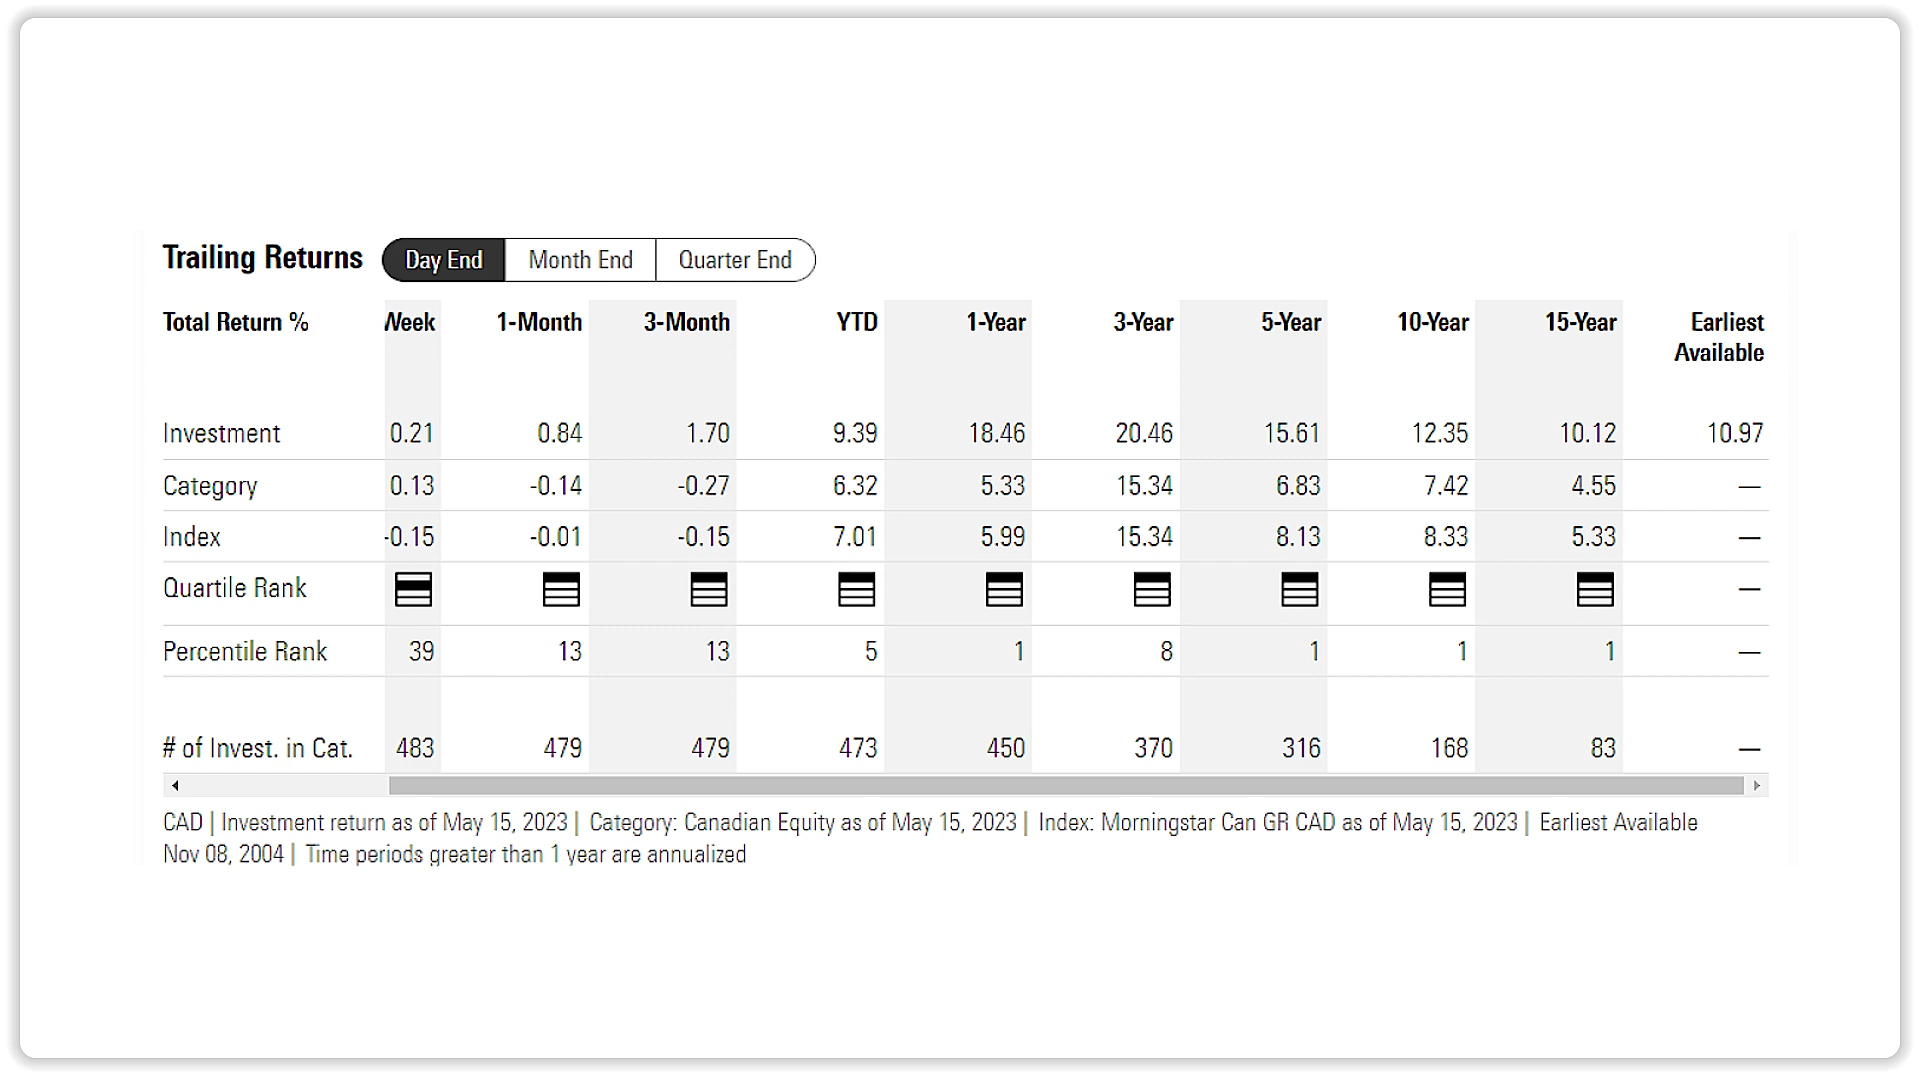 Trailing Returns Day End Month End Quarter End
Total Return % Week 1-Month 3-Month YTD 1-Year 3-Year 5-Year 10-Year 15-Year Earliest
Available
Investment 0.21 0.84 1.70 9.39 18.46 20.46 15.61 12.35 10.12 10.97
Category 0.13 -0.14 -0.27 6.32 5.33 15.34 6.83 7.42 4.55 —
Index -0.15 -0.01 -0.15 7.01 5.99 15.34 8.13 8.33 5.33 —
Quartile Rank —
Percentile Rank 39 13 13 5 1 8 1 1 1 —
# of Invest. in Cat. 483 479 479 473 450 370 316 168 83 —
CAD | Investment return as of May 15, 2023 | Category: Canadian Equity as of May 15, 2023 | Index: Morningstar Can GR CAD as of May 15, 2023 | Earliest Available
Nov 08, 2004 | Time periods greater than 1 year are annualized